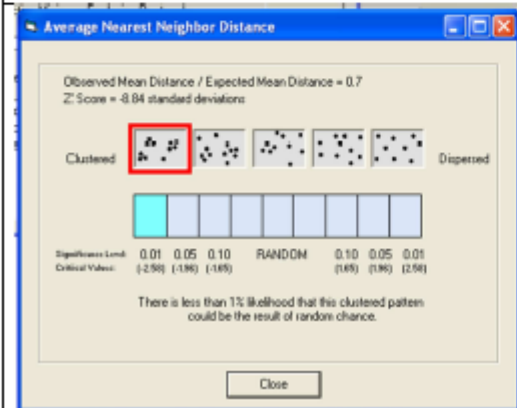 Average Nearest Neighbor Distance
Observed Mean Distance / Expected Mean Distance = 0.7
Z Score = -8.84 standard deviations
Clustered
Dispersed
Significance Level: 0.01 0.05 0.10 RANDOM 0.10 0.05 0.01
Critical Values: (-2.58) (-1.96) (-1.65) (1.65) (1.96) (2.58)
There is less than 1% likelihood that this clustered pattern
could be the result of random chance.
Close